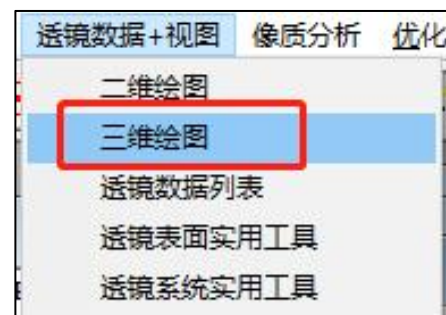 透镜数据+视图 像质分析 优化
二维绘图
三维绘图
透镜数据列表
透镜表面实用工具
透镜系统实用工具